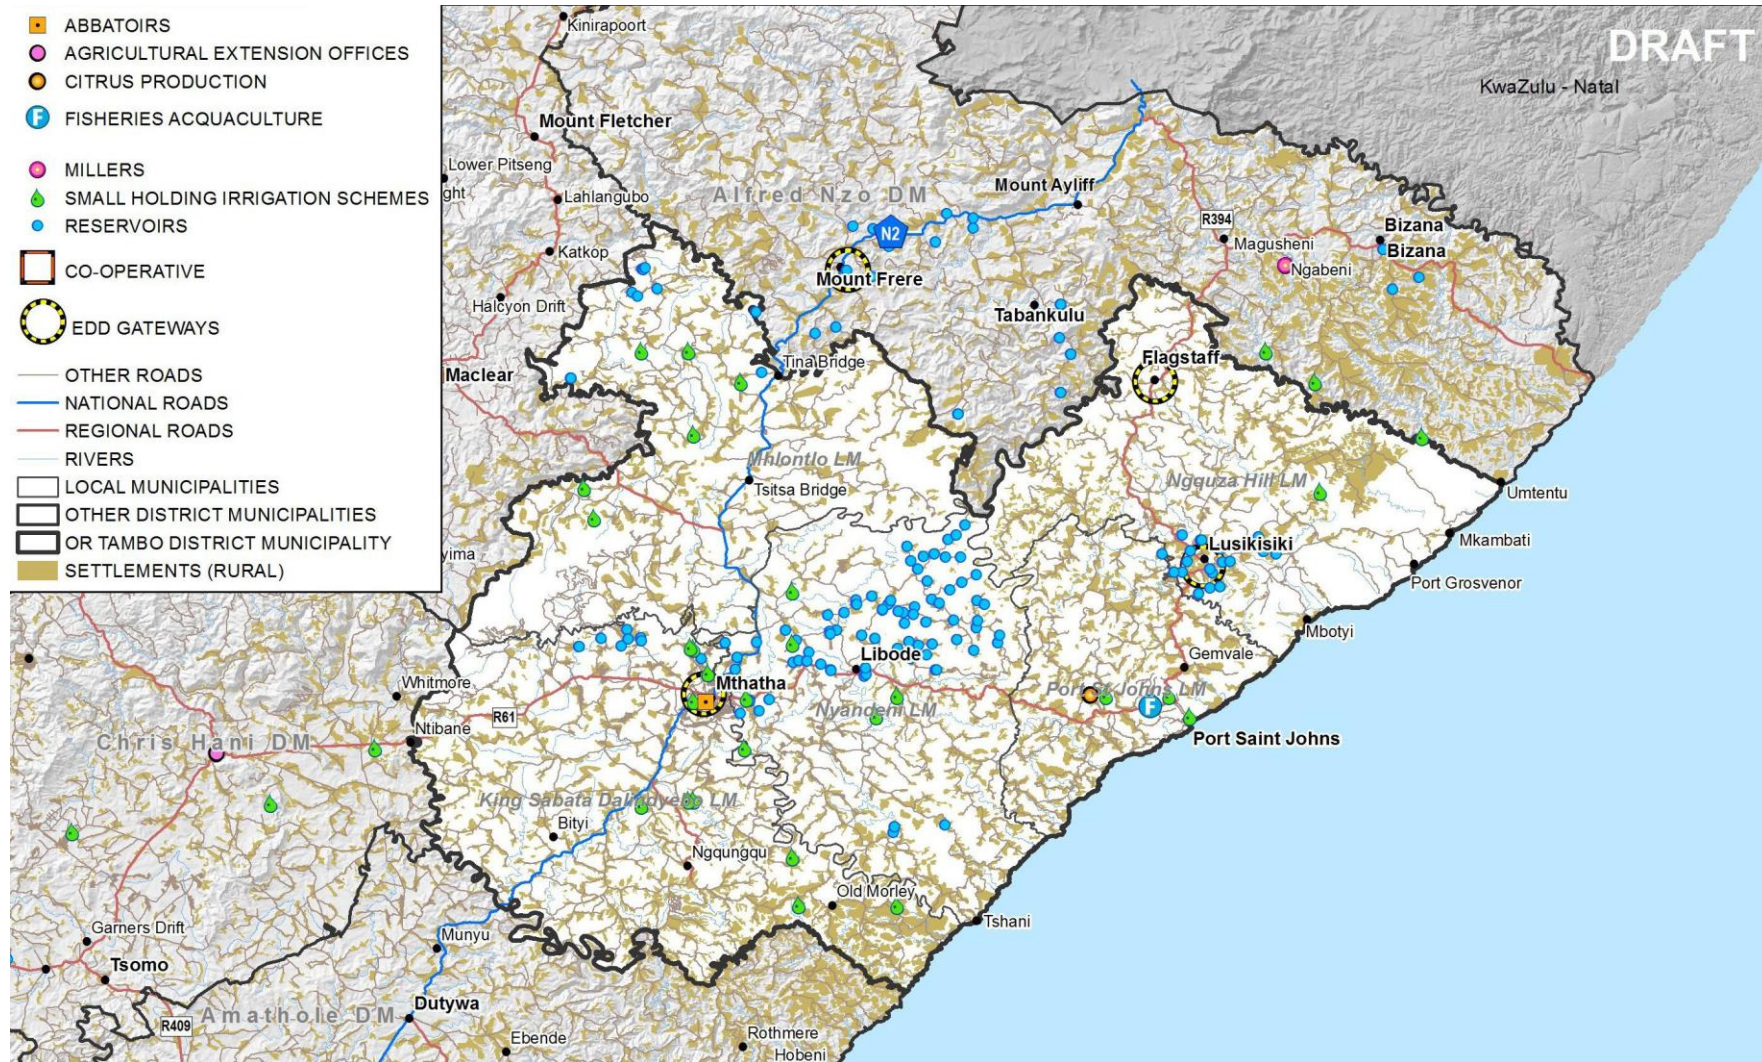 ABBATOIRS
AGRICULTURAL EXTENSION OFFICES
CITRUS PRODUCTION
FISHERIES ACQUACULTURE
MILLERS
SMALL HOLDING IRRIGATION SCHEMES
RESERVOIRS
CO-OPERATIVE
EDD GATEWAYS
OTHER ROADS
NATIONAL ROADS
REGIONAL ROADS
RIVERS
LOCAL MUNICIPALITIES
OTHER DISTRICT MUNICIPALITIES
OR TAMBO DISTRICT MUNICIPALITY
SETTLEMENTS (RURAL)
F
DRAFT
KwaZulu - Natal
Kinirapoort
Mount Fletcher
Lower Pitseng
ght
Lahlangubo
Alfred Nzo DM
Mount Ayliff
R394
N2
Katkop
Magusheni
Bizana
Bizana
Ngabeni
Mount Frere
Halcyon Drift
Tabankulu
Tina Bridge
Flagstaff
Maclear
Mhlontlo LM
Tsitsa Bridge
Ngquza Hill LM
Umtentu
Mkambati
Lusikisiki
yima
Port Grosvenor
Mbotyi
Libode
Gemvale
Whitmore
Mthatha
Port St Johns LM
F
Nyandeni LM
R61
Ntibane
Port Saint Johns
Chris Hani DM
King Sabata Dalindyebo LM
Bityi
Ngqungqu
Old Morley
Tshani
Garners Drift
Munyu
Tsomo
Dutywa
Amathole DM
R409
Ebende
Rothmere
Hobeni